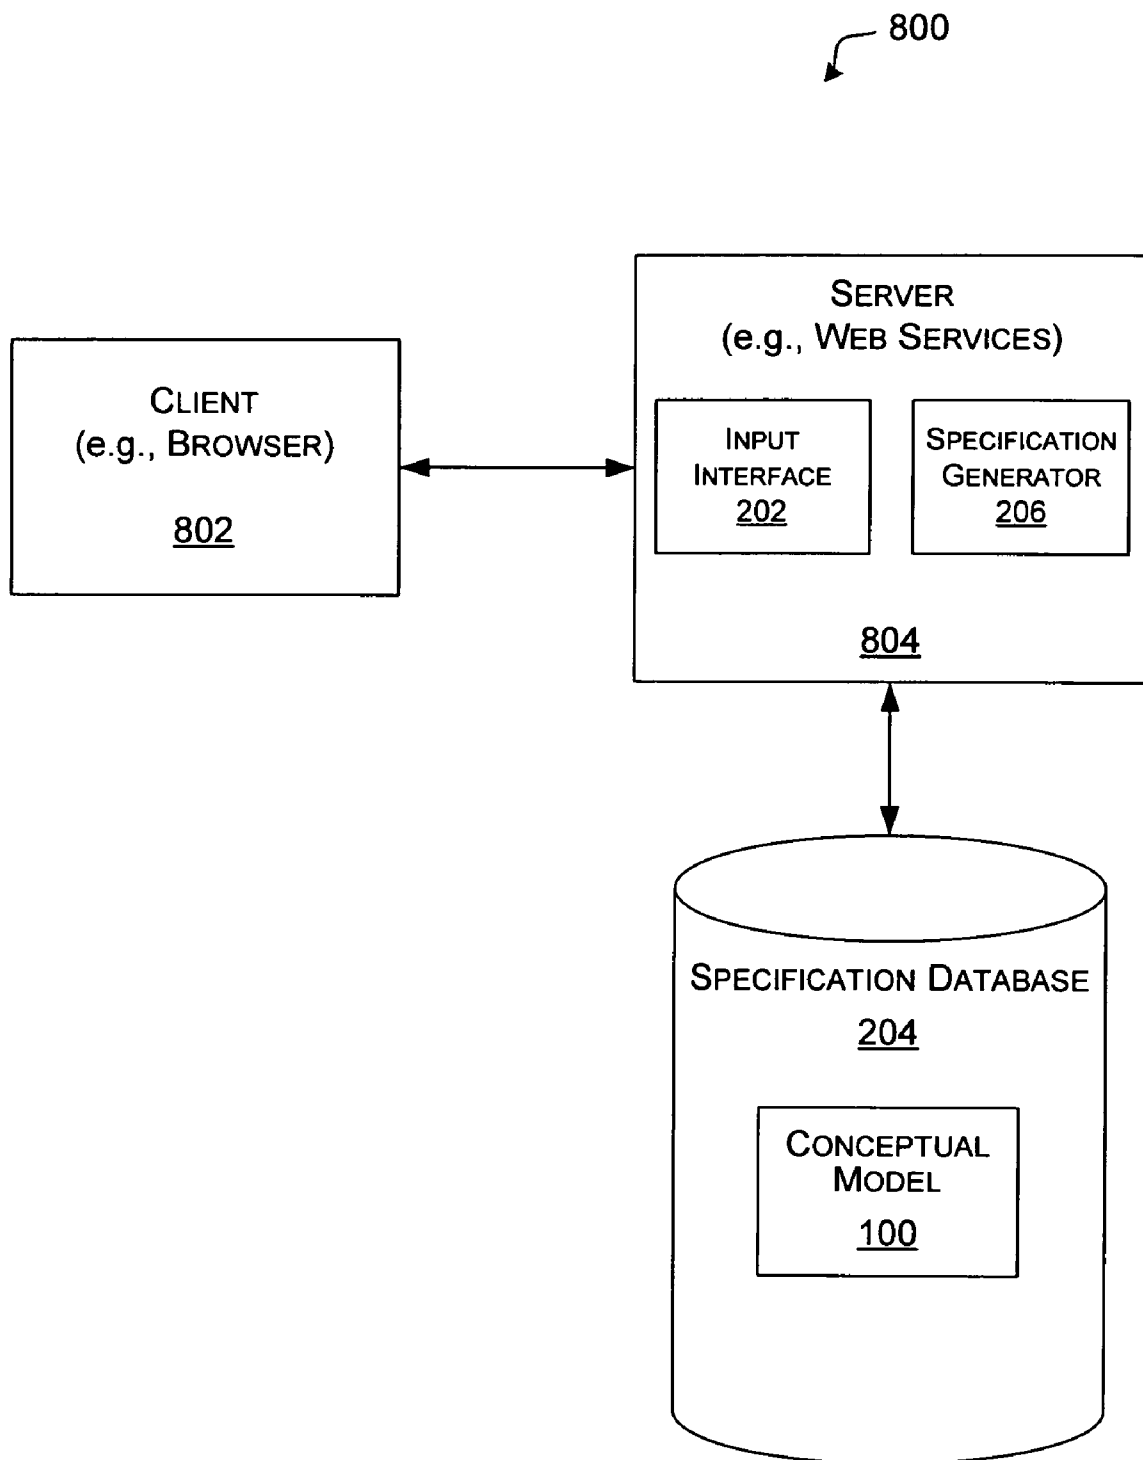 800
SERVER
(e.g., WEB SERVICES)
CLIENT
(e.g., BROWSER)
802
INPUT
INTERFACE
202
SPECIFICATION
GENERATOR
206
804
SPECIFICATION DATABASE
204
CONCEPTUAL
MODEL
100